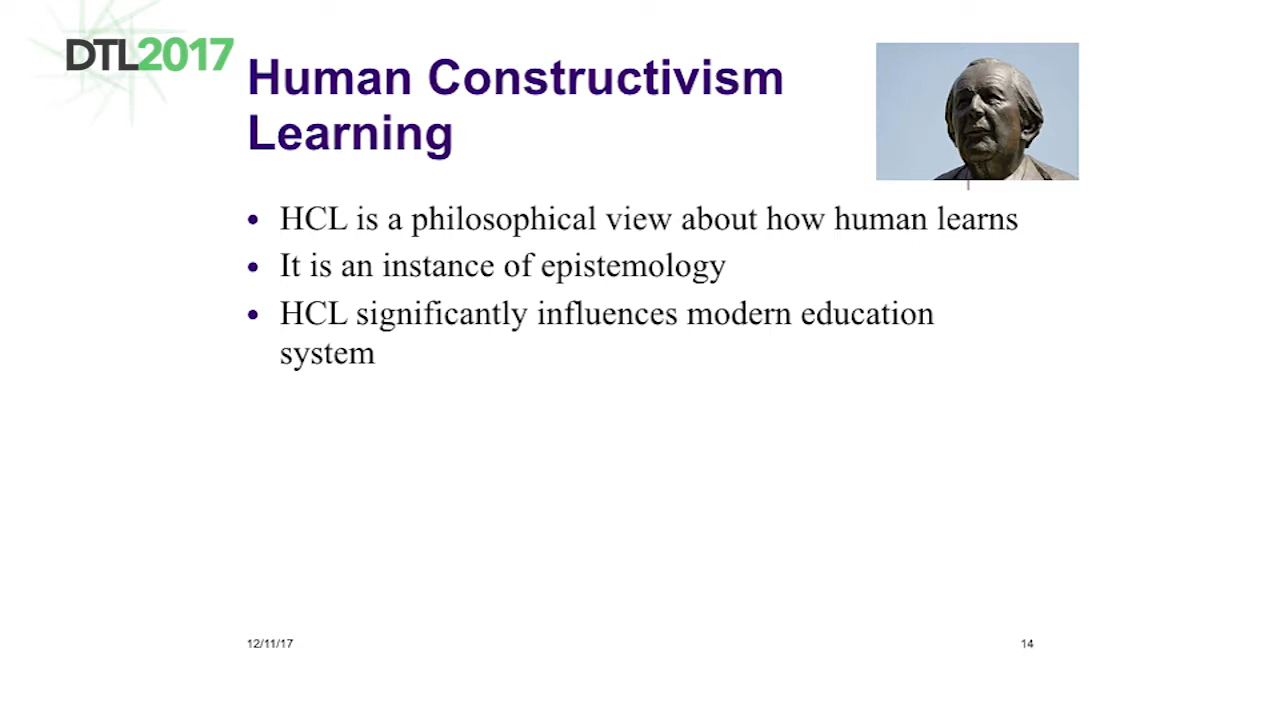 DTL2017
Human Constructivism
Learning
• HCL is a philosophical view about how human learns
• It is an instance of epistemology
• HCL significantly influences modern education
system
12/11/17
14